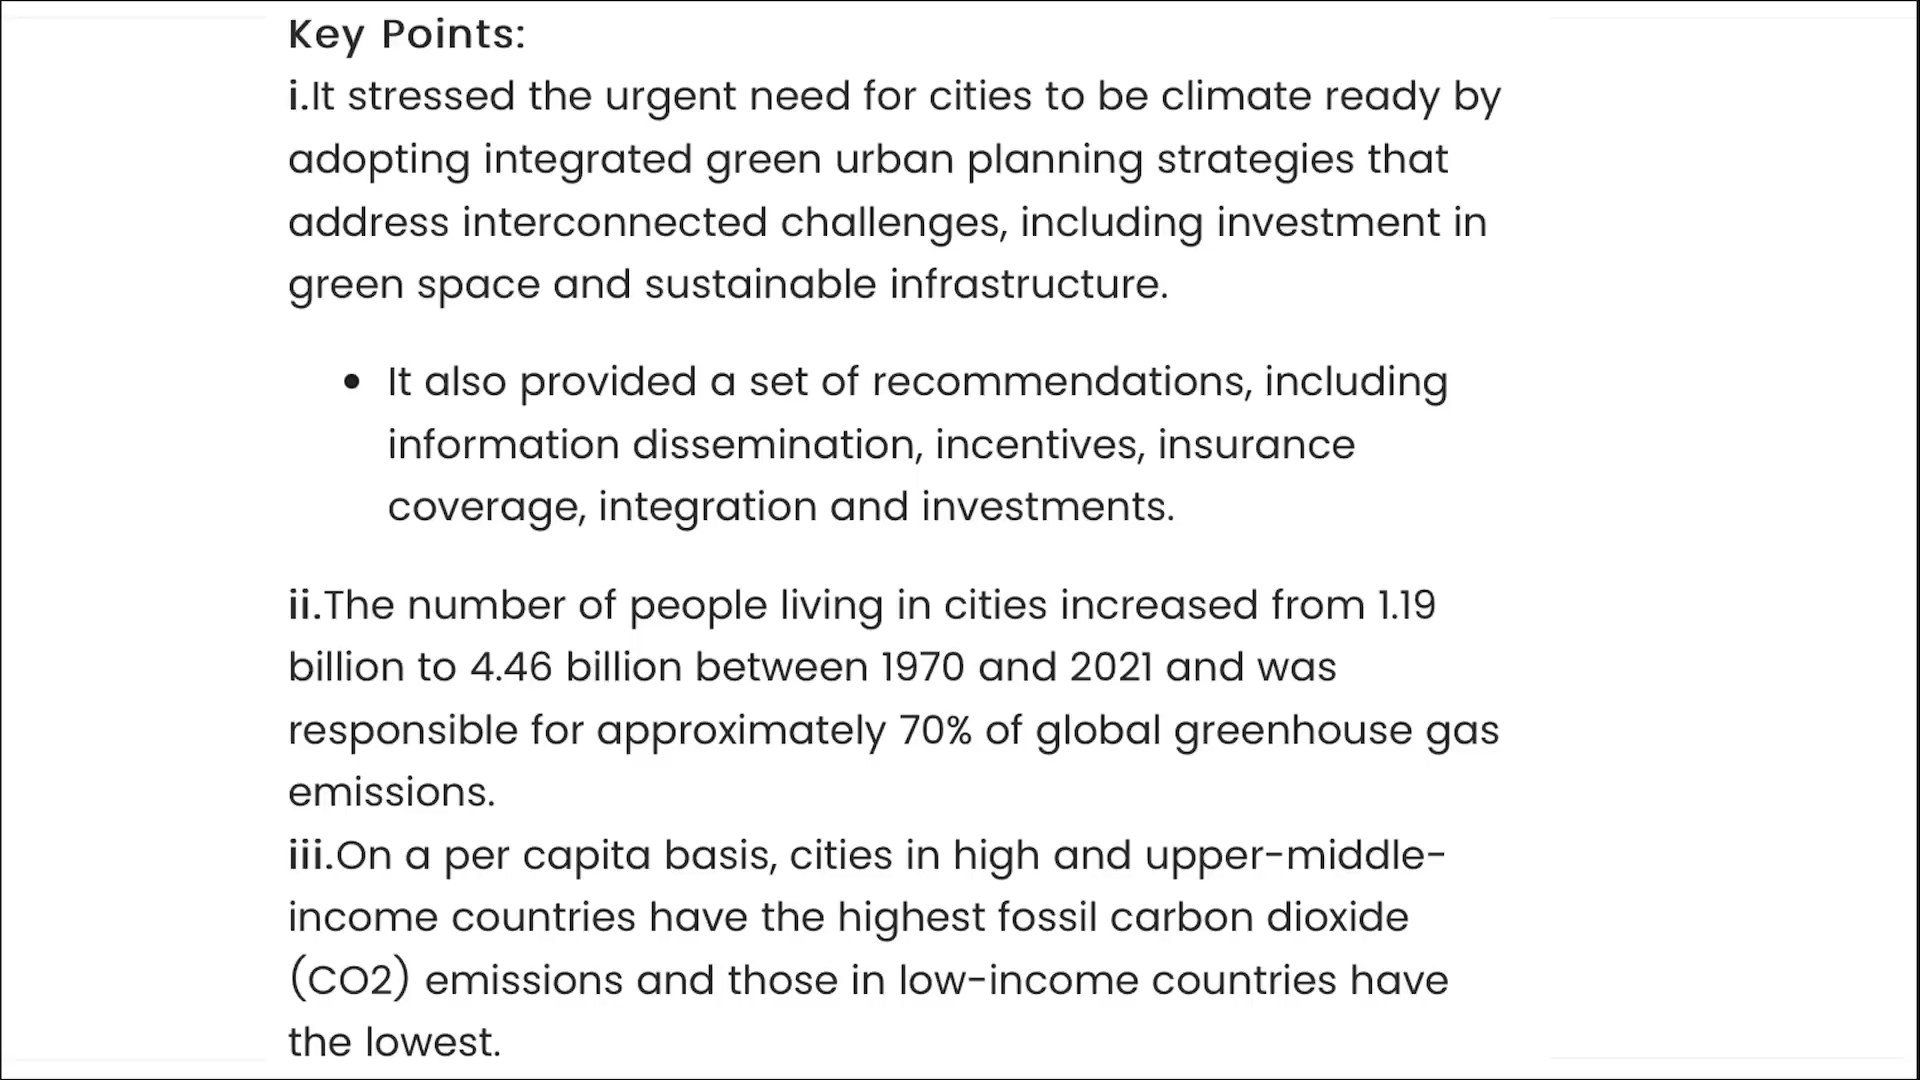 Key Points:
i.It stressed the urgent need for cities to be climate ready by
adopting integrated green urban planning strategies that
address interconnected challenges, including investment in
green space and sustainable infrastructure.
• It also provided a set of recommendations, including
information dissemination, incentives, insurance
coverage, integration and investments.
ii.The number of people living in cities increased from 1.19
billion to 4.46 billion between 1970 and 2021 and was
responsible for approximately 70% of global greenhouse gas
emissions.
iii.On a per capita basis, cities in high and upper-middle-
income countries have the highest fossil carbon dioxide
(CO2) emissions and those in low-income countries have
the lowest.